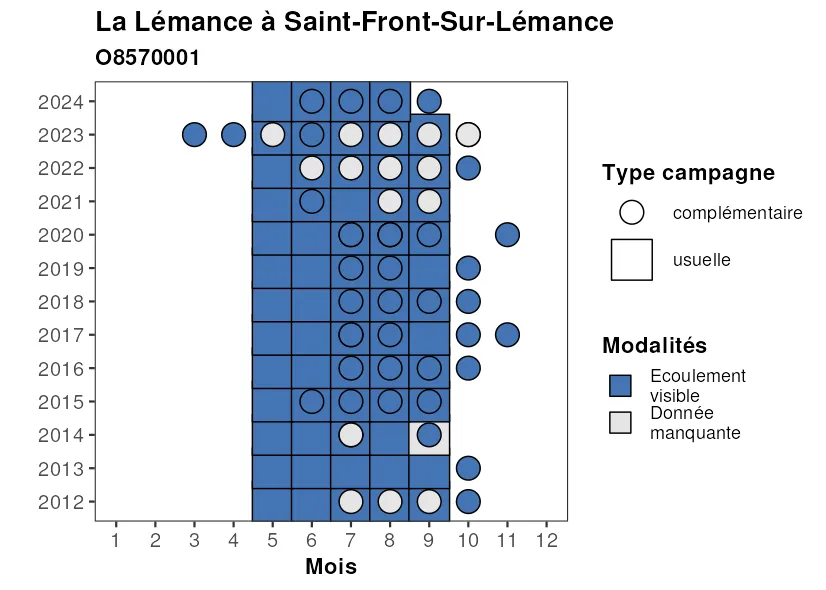 La Lémance à Saint-Front-Sur-Lémance
O8570001
2024
2023
2022
2021
2020
2019
2018
2017
2016
2015
2014
2013
2012
1 2 3 4 5 6 7 8 9 10 11 12
Mois
Type campagne
complémentaire
usuelle
Modalités
Ecoulement
visible
Donnée
manquante